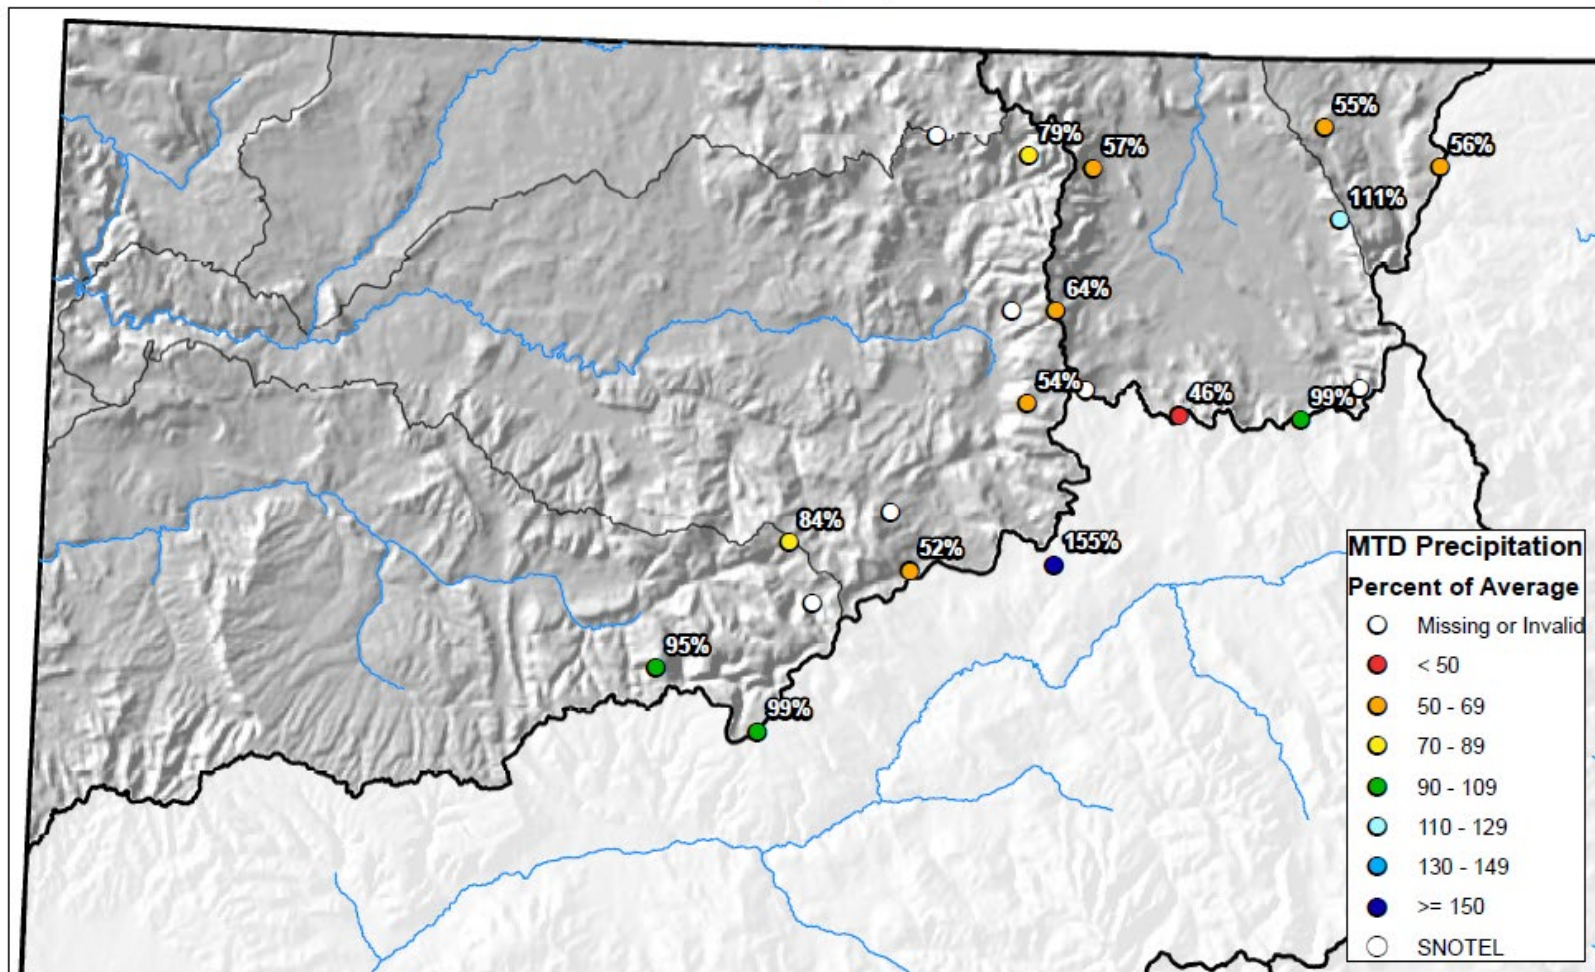 55%
79%
57%
56%
111%
64%
54%
46%
99%
84%
52%
155%
95%
99%
MTD Precipitation
Percent of Average
Missing or Invalid
< 50
50 - 69
70 - 89
90 - 109
110 - 129
130 - 149
>= 150
SNOTEL